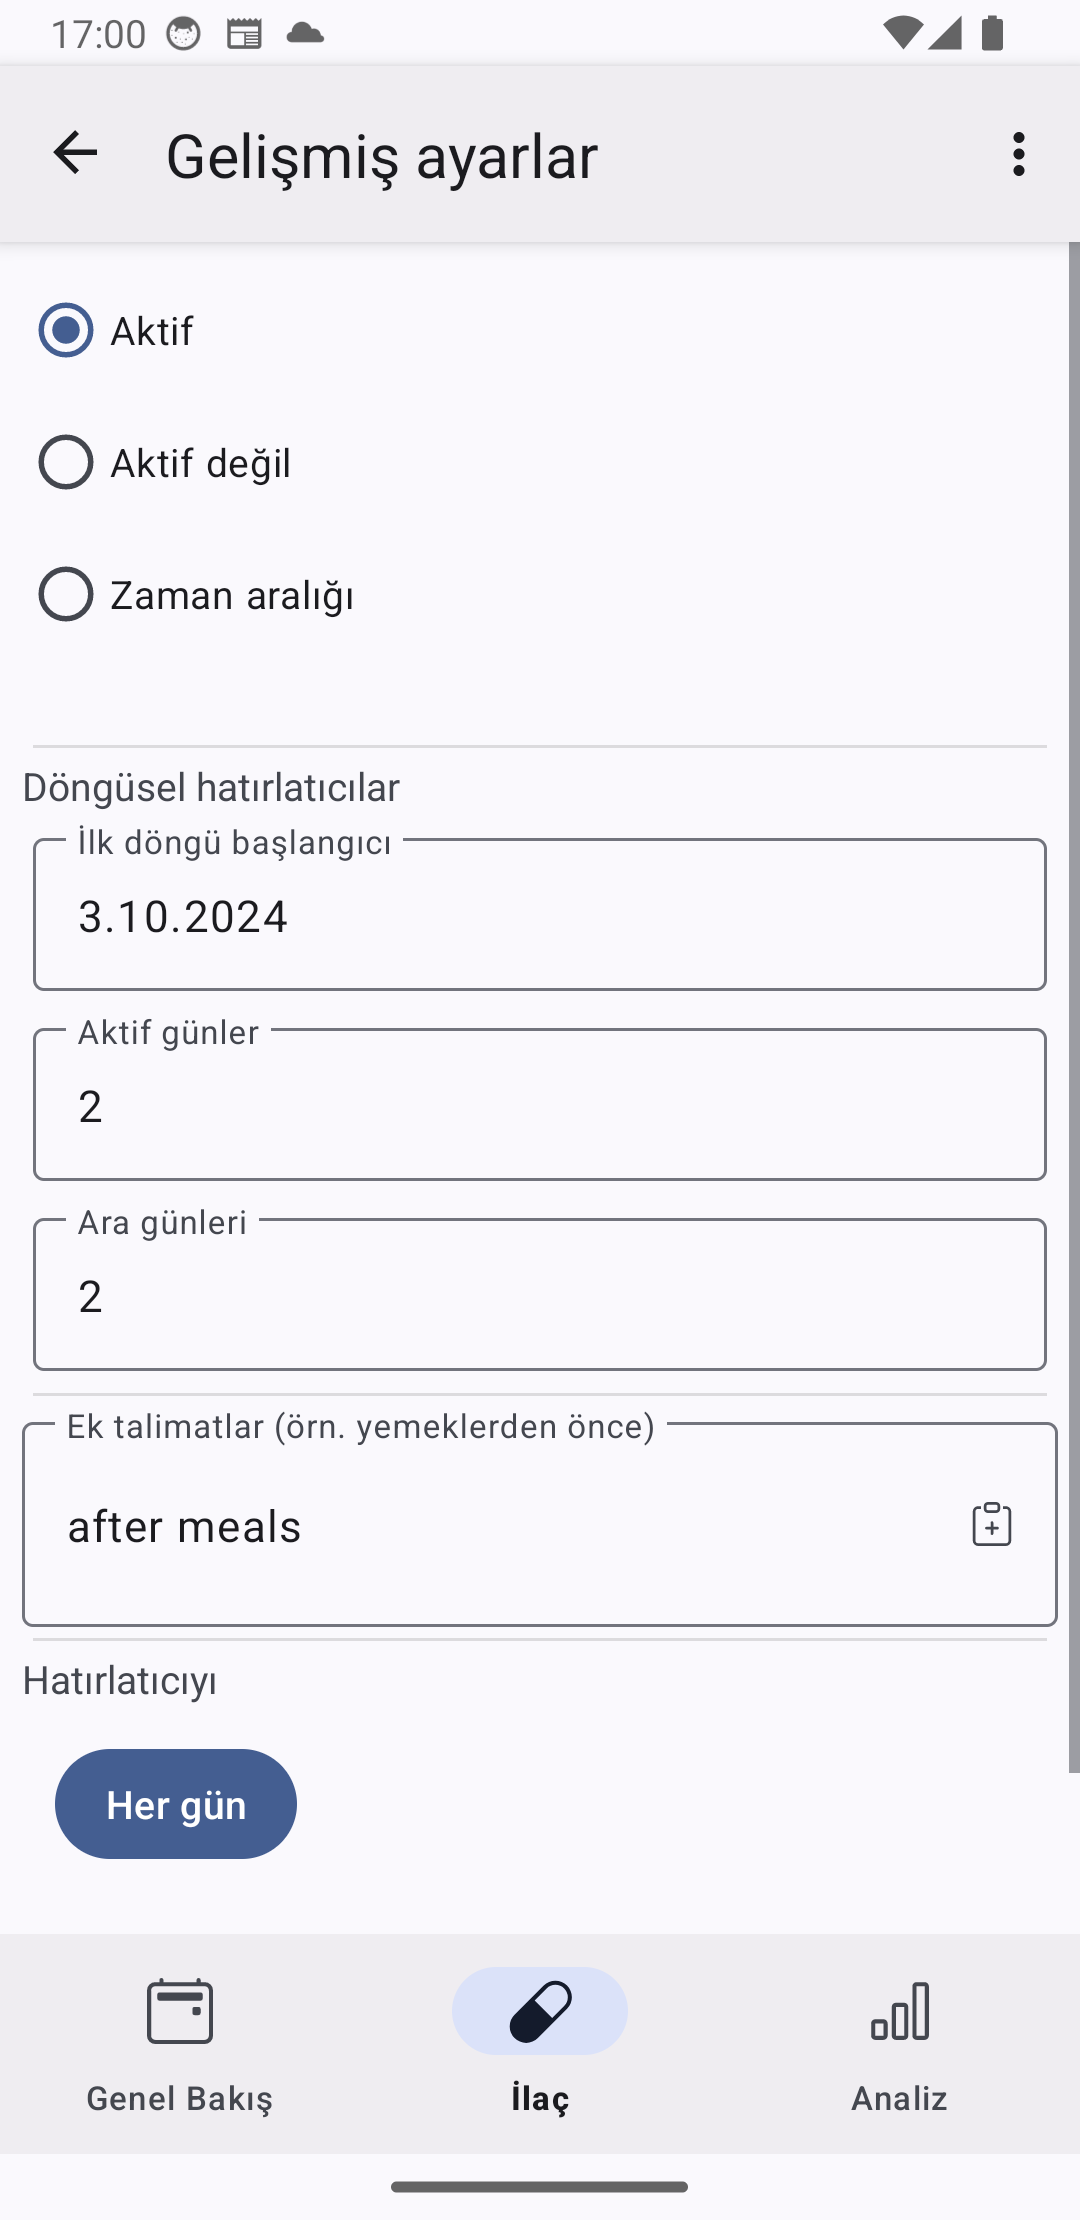 17:00
Gelişmiş ayarlar
Aktif
Aktif değil
Zaman aralığı
Döngüsel hatırlatıcılar
İlk döngü başlangıcı
3.10.2024
Aktif günler
2
Ara günleri
2
Ek talimatlar (örn. yemeklerden önce)
after meals
Hatırlatıcıyı
Her gün
Genel Bakış
İlaç
Analiz